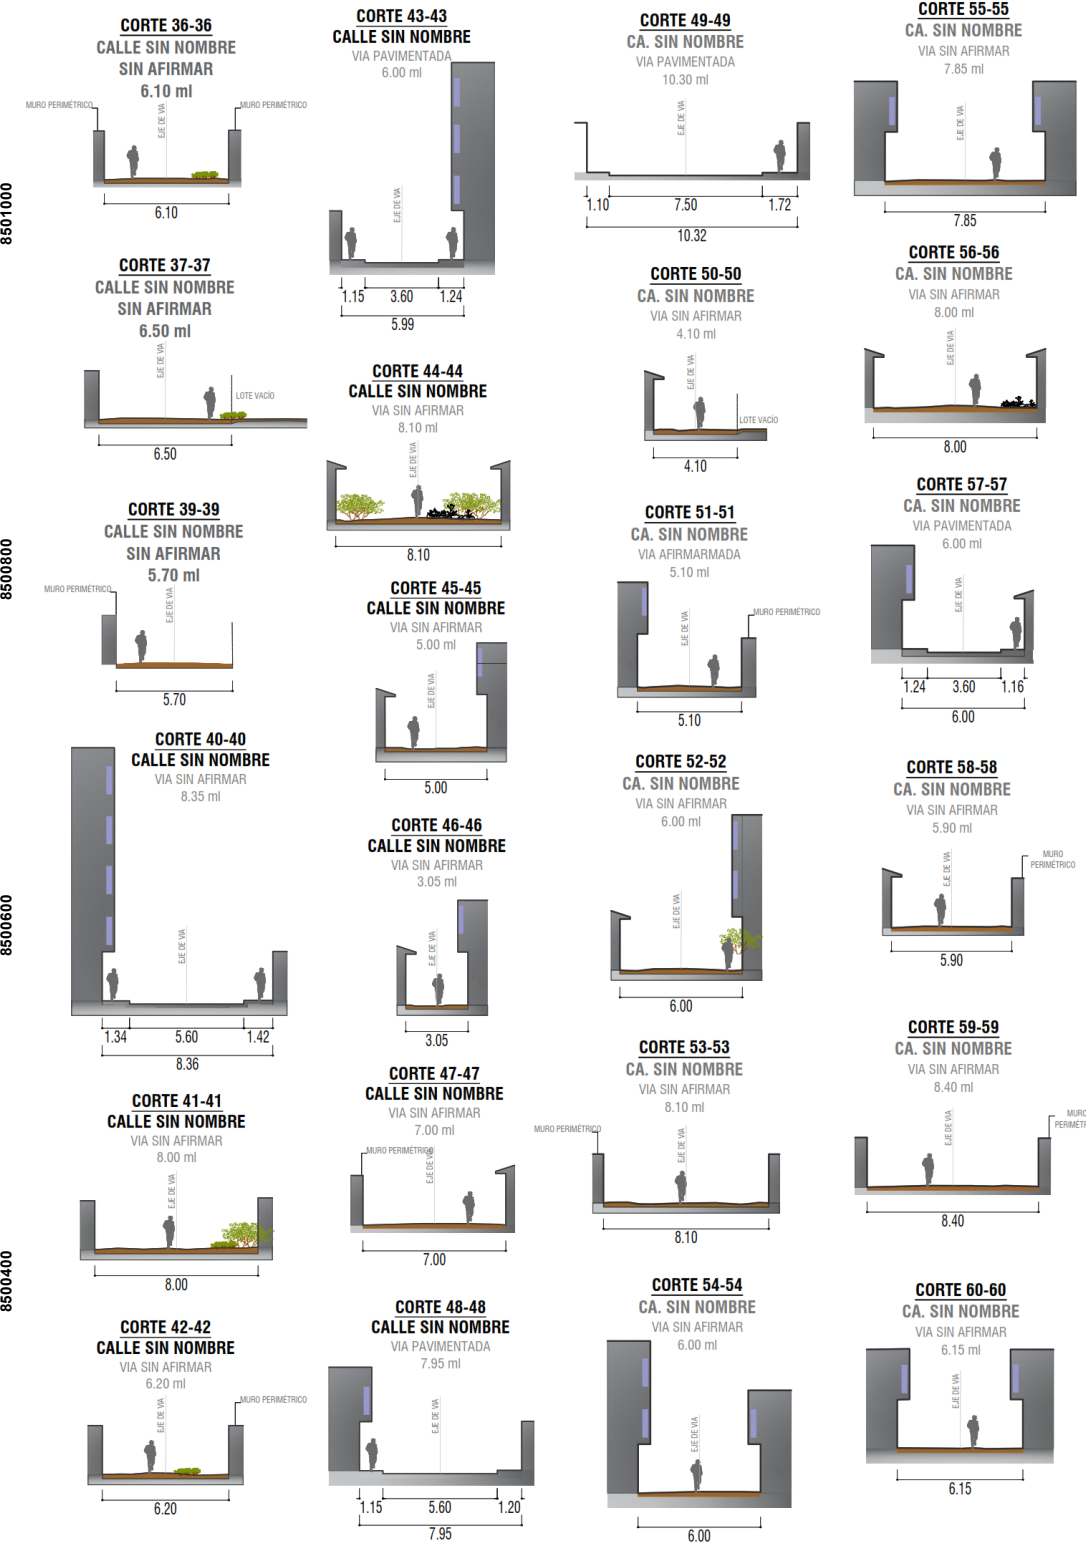 8501000
8500800
8500600
8500400
CORTE 36-36
CALLE SIN NOMBRE
SIN AFIRMAR
6.10 ml
MURO PERIMÉTRICO
MURO PERIMÉTRICO
EJE DE VIA
6.10
CORTE 37-37
CALLE SIN NOMBRE
SIN AFIRMAR
6.50 ml
EJE DE VIA
LOTE VACÍO
6.50
CORTE 39-39
CALLE SIN NOMBRE
SIN AFIRMAR
5.70 ml
MURO PERIMÉTRICO
EJE DE VIA
5.70
CORTE 40-40
CALLE SIN NOMBRE
VIA SIN AFIRMAR
8.35 ml
EJE DE VIA
1.34 5.60 1.42
8.36
CORTE 41-41
CALLE SIN NOMBRE
VIA SIN AFIRMAR
8.00 ml
EJE DE VIA
8.00
CORTE 42-42
CALLE SIN NOMBRE
VIA SIN AFIRMAR
6.20 ml
EJE DE VIA
MURO PERIMÉTRICO
6.20
CORTE 43-43
CALLE SIN NOMBRE
VIA PAVIMENTADA
6.00 ml
EJE DE VIA
1.15 3.60 1.24
5.99
CORTE 44-44
CALLE SIN NOMBRE
VIA SIN AFIRMAR
8.10 ml
EJE DE VIA
8.10
CORTE 45-45
CALLE SIN NOMBRE
VIA SIN AFIRMAR
5.00 ml
EJE DE VIA
5.00
CORTE 46-46
CALLE SIN NOMBRE
VIA SIN AFIRMAR
3.05 ml
EJE DE VIA
3.05
CORTE 47-47
CALLE SIN NOMBRE
VIA SIN AFIRMAR
7.00 ml
MURO PERIMÉTRICO
EJE DE VIA
7.00
CORTE 48-48
CALLE SIN NOMBRE
VIA PAVIMENTADA
7.95 ml
EJE DE VIA
1.15 5.60 1.20
7.95
CORTE 49-49
CA. SIN NOMBRE
VIA PAVIMENTADA
10.30 ml
EJE DE VIA
1.10 7.50 1.72
10.32
CORTE 50-50
CA. SIN NOMBRE
VIA SIN AFIRMAR
4.10 ml
EJE DE VIA
LOTE VACÍO
4.10
CORTE 51-51
CA. SIN NOMBRE
VIA AFIRMARMADA
5.10 ml
EJE DE VIA
MURO PERIMÉTRICO
5.10
CORTE 52-52
CA. SIN NOMBRE
VIA SIN AFIRMAR
6.00 ml
EJE DE VIA
6.00
CORTE 53-53
CA. SIN NOMBRE
VIA SIN AFIRMAR
8.10 ml
MURO PERIMÉTRICO
EJE DE VIA
8.10
CORTE 54-54
CA. SIN NOMBRE
VIA SIN AFIRMAR
6.00 ml
EJE DE VIA
6.00
CORTE 55-55
CA. SIN NOMBRE
VIA SIN AFIRMAR
7.85 ml
EJE DE VIA
7.85
CORTE 56-56
CA. SIN NOMBRE
VIA SIN AFIRMAR
8.00 ml
EJE DE VIA
8.00
CORTE 57-57
CA. SIN NOMBRE
VIA PAVIMENTADA
6.00 ml
EJE DE VIA
1.24 3.60 1.16
6.00
CORTE 58-58
CA. SIN NOMBRE
VIA SIN AFIRMAR
5.90 ml
EJE DE VIA
MURO
PERIMÉTRICO
5.90
CORTE 59-59
CA. SIN NOMBRE
VIA SIN AFIRMAR
8.40 ml
EJE DE VIA
MURO
PERIMÉT
8.40
CORTE 60-60
CA. SIN NOMBRE
VIA SIN AFIRMAR
6.15 ml
EJE DE VIA
6.15